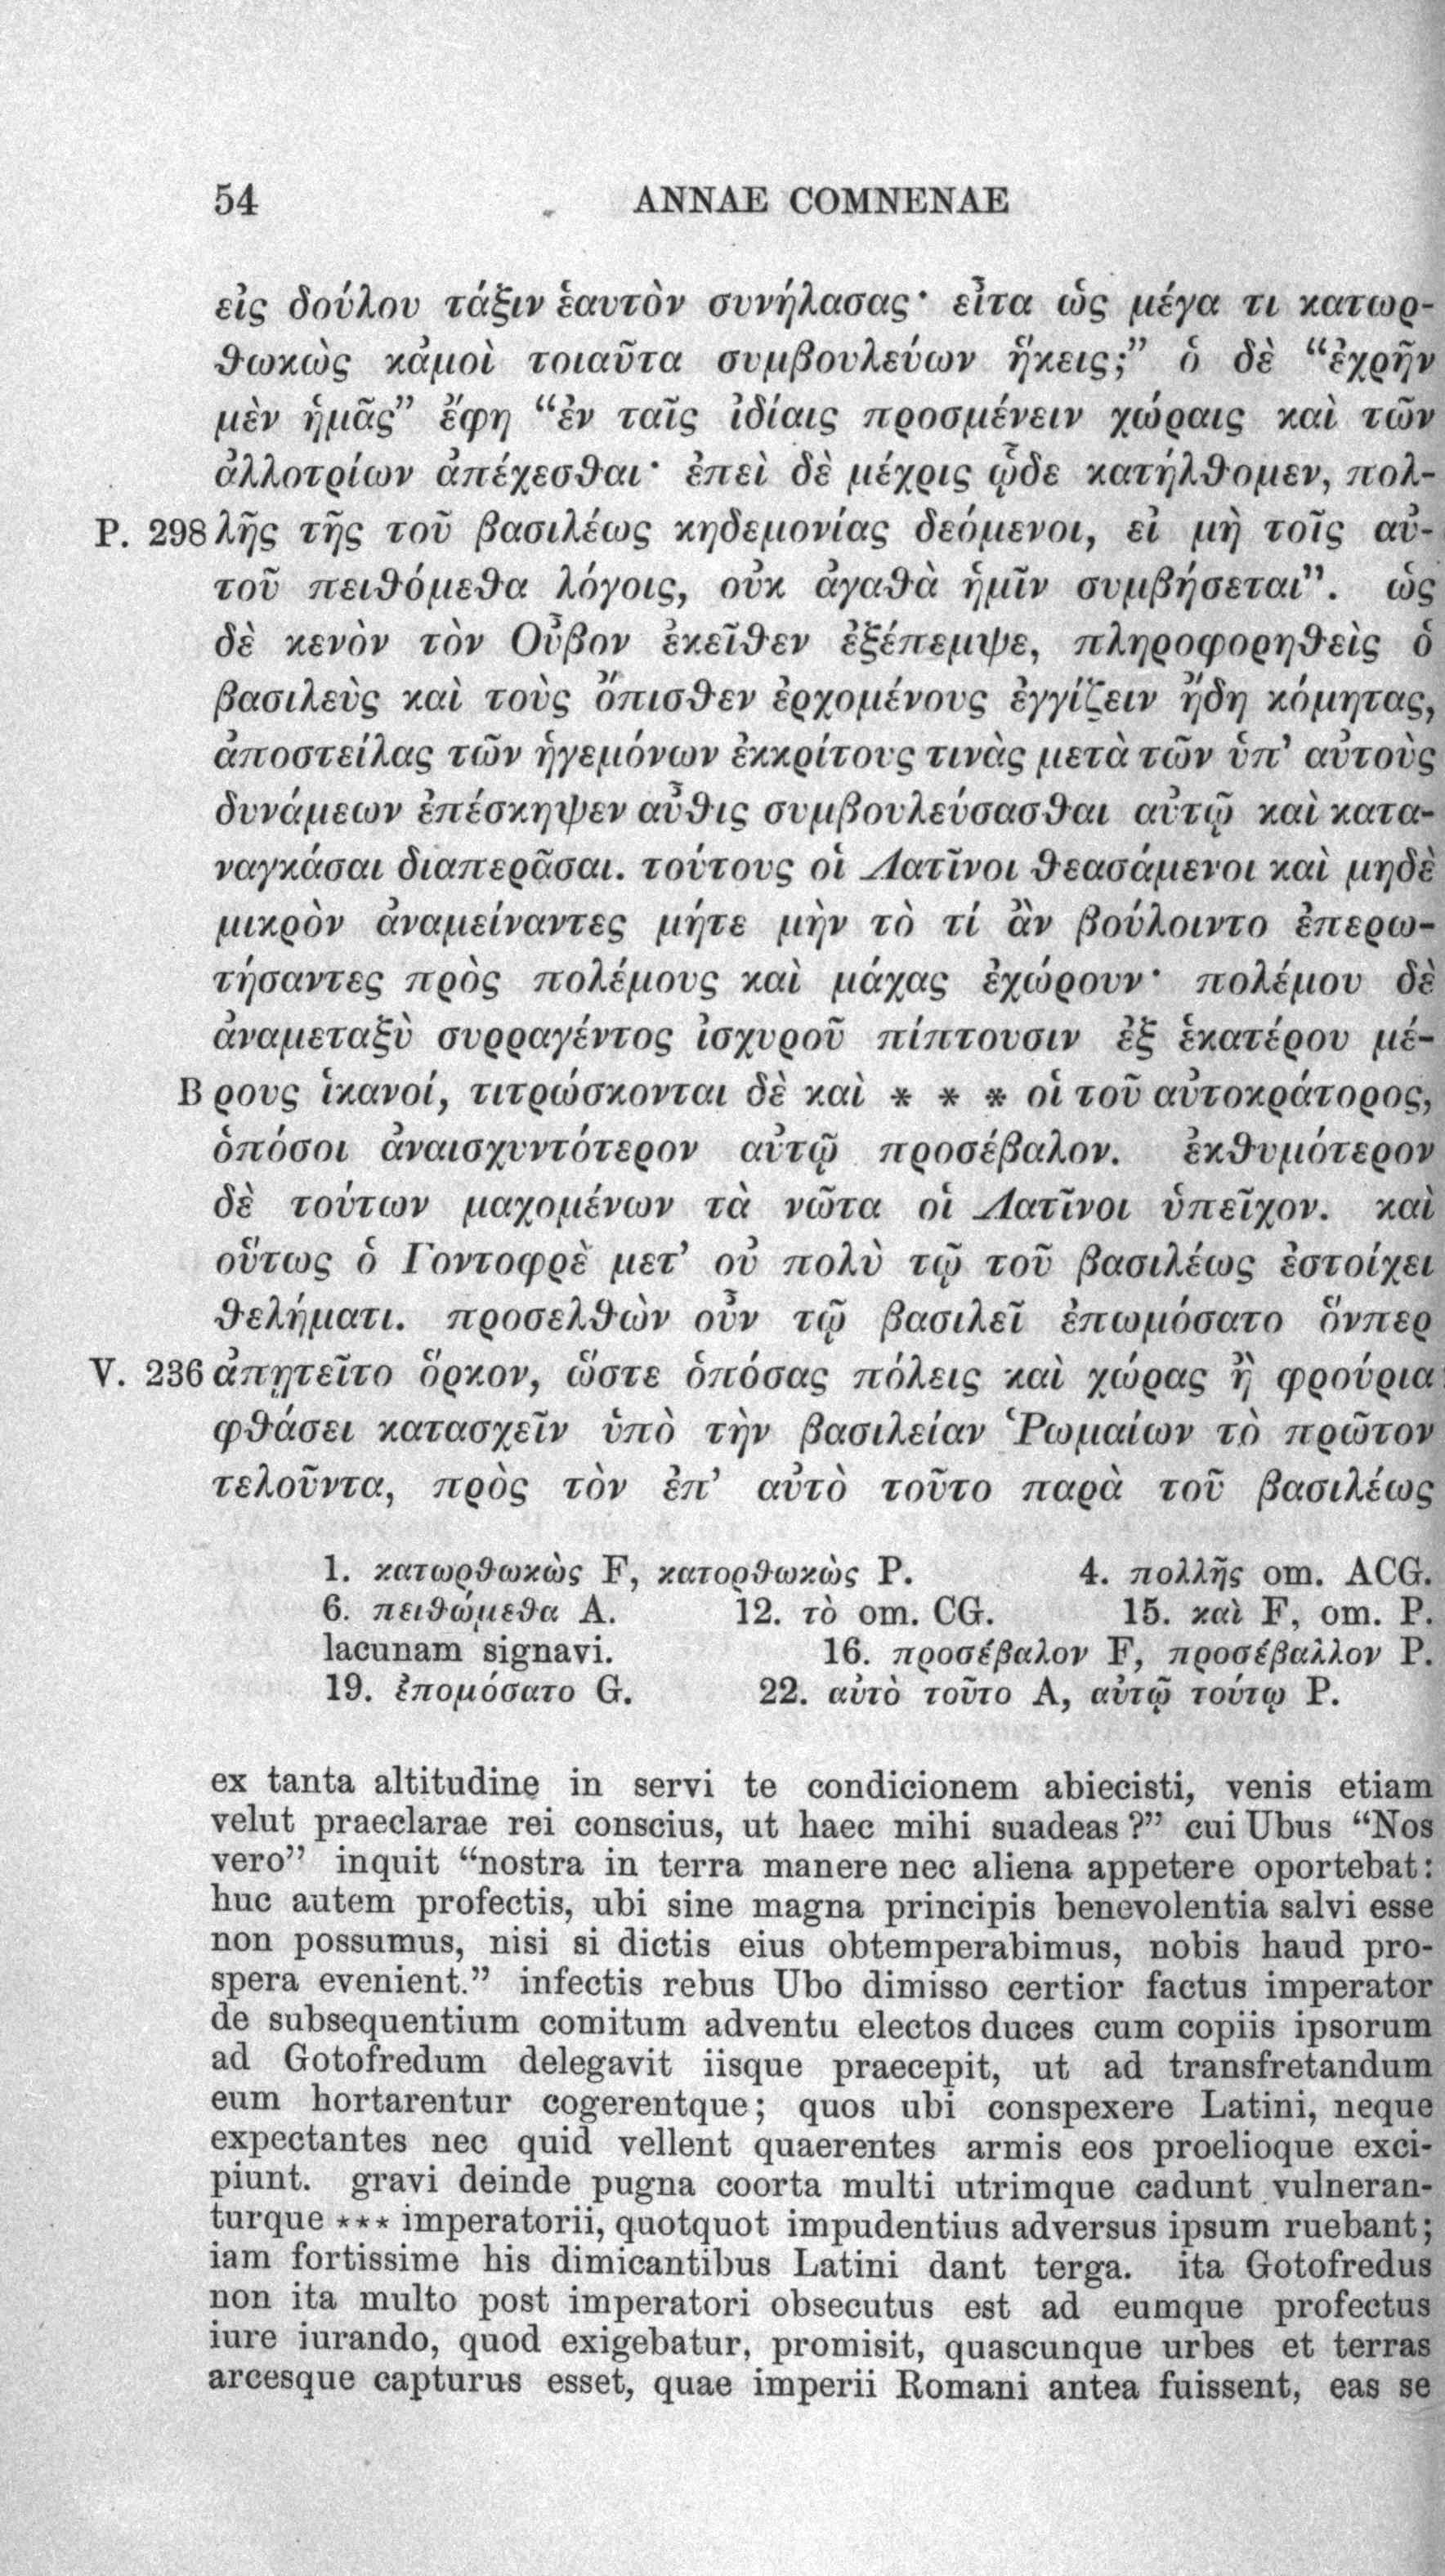 54 ANNAE COMNENAE
εἰς δούλου τάξιν ἑαυτὸν συνήλασας· εἶτα ὡς μέγα τι κατωρ-
θωκὼς κἀμοὶ τοιαῦτα συμβουλεύων ἥκεις;” ὁ δὲ “ἐχρῆν
μὲν ἡμᾶς” ἔφη “ἐν ταῖς ἰδίαις προσμένειν χώραις καὶ τῶν
ἀλλοτρίων ἀπέχεσθαι· ἐπεὶ δὲ μέχρις ᾧδε κατήλθομεν, πολ-
P. 298 λῆς τῆς τοῦ βασιλέως κηδεμονίας δεόμενοι, εἰ μὴ τοῖς αὐ-
τοῦ πειθόμεθα λόγοις, οὐκ ἀγαθὰ ἡμῖν συμβήσεται”. ὡς
δὲ κενὸν τὸν Οὖβον ἐκεῖθεν ἐξέπεμψε, πληροφορηθεὶς ὁ
βασιλεὺς καὶ τοὺς ὄπισθεν ἐρχομένους ἐγγίζειν ἤδη κόμητας,
ἀποστείλας τῶν ἡγεμόνων ἐκκρίτους τινὰς μετὰ τῶν ὑπ’ αὐτοὺς
δυνάμεων ἐπέσκηψεν αὖθις συμβουλεύσασθαι αὐτῷ καὶ κατα-
ναγκάσαι διαπερᾶσαι. τούτους οἱ Λατῖνοι θεασάμενοι καὶ μηδὲ
μικρὸν ἀναμείναντες μήτε μὴν τὸ τί ἂν βούλοιντο ἐπερω-
τήσαντες πρὸς πολέμους καὶ μάχας ἐχώρουν· πολέμου δὲ
ἀναμεταξὺ συρραγέντος ἰσχυροῦ πίπτουσιν ἐξ ἑκατέρου μέ-
B ρους ἱκανοί, τιτρώσκονται δὲ καὶ * * * οἱ τοῦ αὐτοκράτορος,
ὁπόσοι ἀναισχυντότερον αὐτῷ προσέβαλον. ἐκθυμότερον
δὲ τούτων μαχομένων τὰ νῶτα οἱ Λατῖνοι ὑπεῖχον. καὶ
οὕτως ὁ Γοντοφρὲ μετ’ οὐ πολὺ τῷ τοῦ βασιλέως ἐστοίχει
θελήματι. προσελθὼν οὖν τῷ βασιλεῖ ἐπωμόσατο ὅνπερ
V. 236 ἀπῃτεῖτο ὅρκον, ὥστε ὁπόσας πόλεις καὶ χώρας ἢ φρούρια
φθάσει κατασχεῖν ὑπὸ τὴν βασιλείαν Ῥωμαίων τὸ πρῶτον
τελοῦντα, πρὸς τὸν ἐπ’ αὐτὸ τοῦτο παρὰ τοῦ βασιλέως
1. κατωρθωκὼς F, κατορθωκὼς P. 4. πολλῆς om. ACG.
6. πειθώμεθα A. 12. τὸ om. CG. 15. καὶ F, om. P.
lacunam signavi. 16. προσέβαλον F, προσέβαλλον P.
19. ἐπομόσατο G. 22. αὐτὸ τοῦτο A, αὐτῷ τούτῳ P.
ex tanta altitudine in servi te condicionem abiecisti, venis etiam
velut praeclarae rei conscius, ut haec mihi suadeas?” cui Ubus “Nos
vero” inquit “nostra in terra manere nec aliena appetere oportebat:
huc autem profectis, ubi sine magna principis benevolentia salvi esse
non possumus, nisi si dictis eius obtemperabimus, nobis haud pro-
spera evenient.” infectis rebus Ubo dimisso certior factus imperator
de subsequentium comitum adventu electos duces cum copiis ipsorum
ad Gotofredum delegavit iisque praecepit, ut ad transfretandum
eum hortarentur cogerentque; quos ubi conspexere Latini, neque
expectantes nec quid vellent quaerentes armis eos proelioque exci-
piunt. gravi deinde pugna coorta multi utrimque cadunt vulneran-
turque *** imperatorii, quotquot impudentius adversus ipsum ruebant;
iam fortissime his dimicantibus Latini dant terga. ita Gotofredus
non ita multo post imperatori obsecutus est ad eumque profectus
iure iurando, quod exigebatur, promisit, quascunque urbes et terras
arcesque capturus esset, quae imperii Romani antea fuissent, eas se